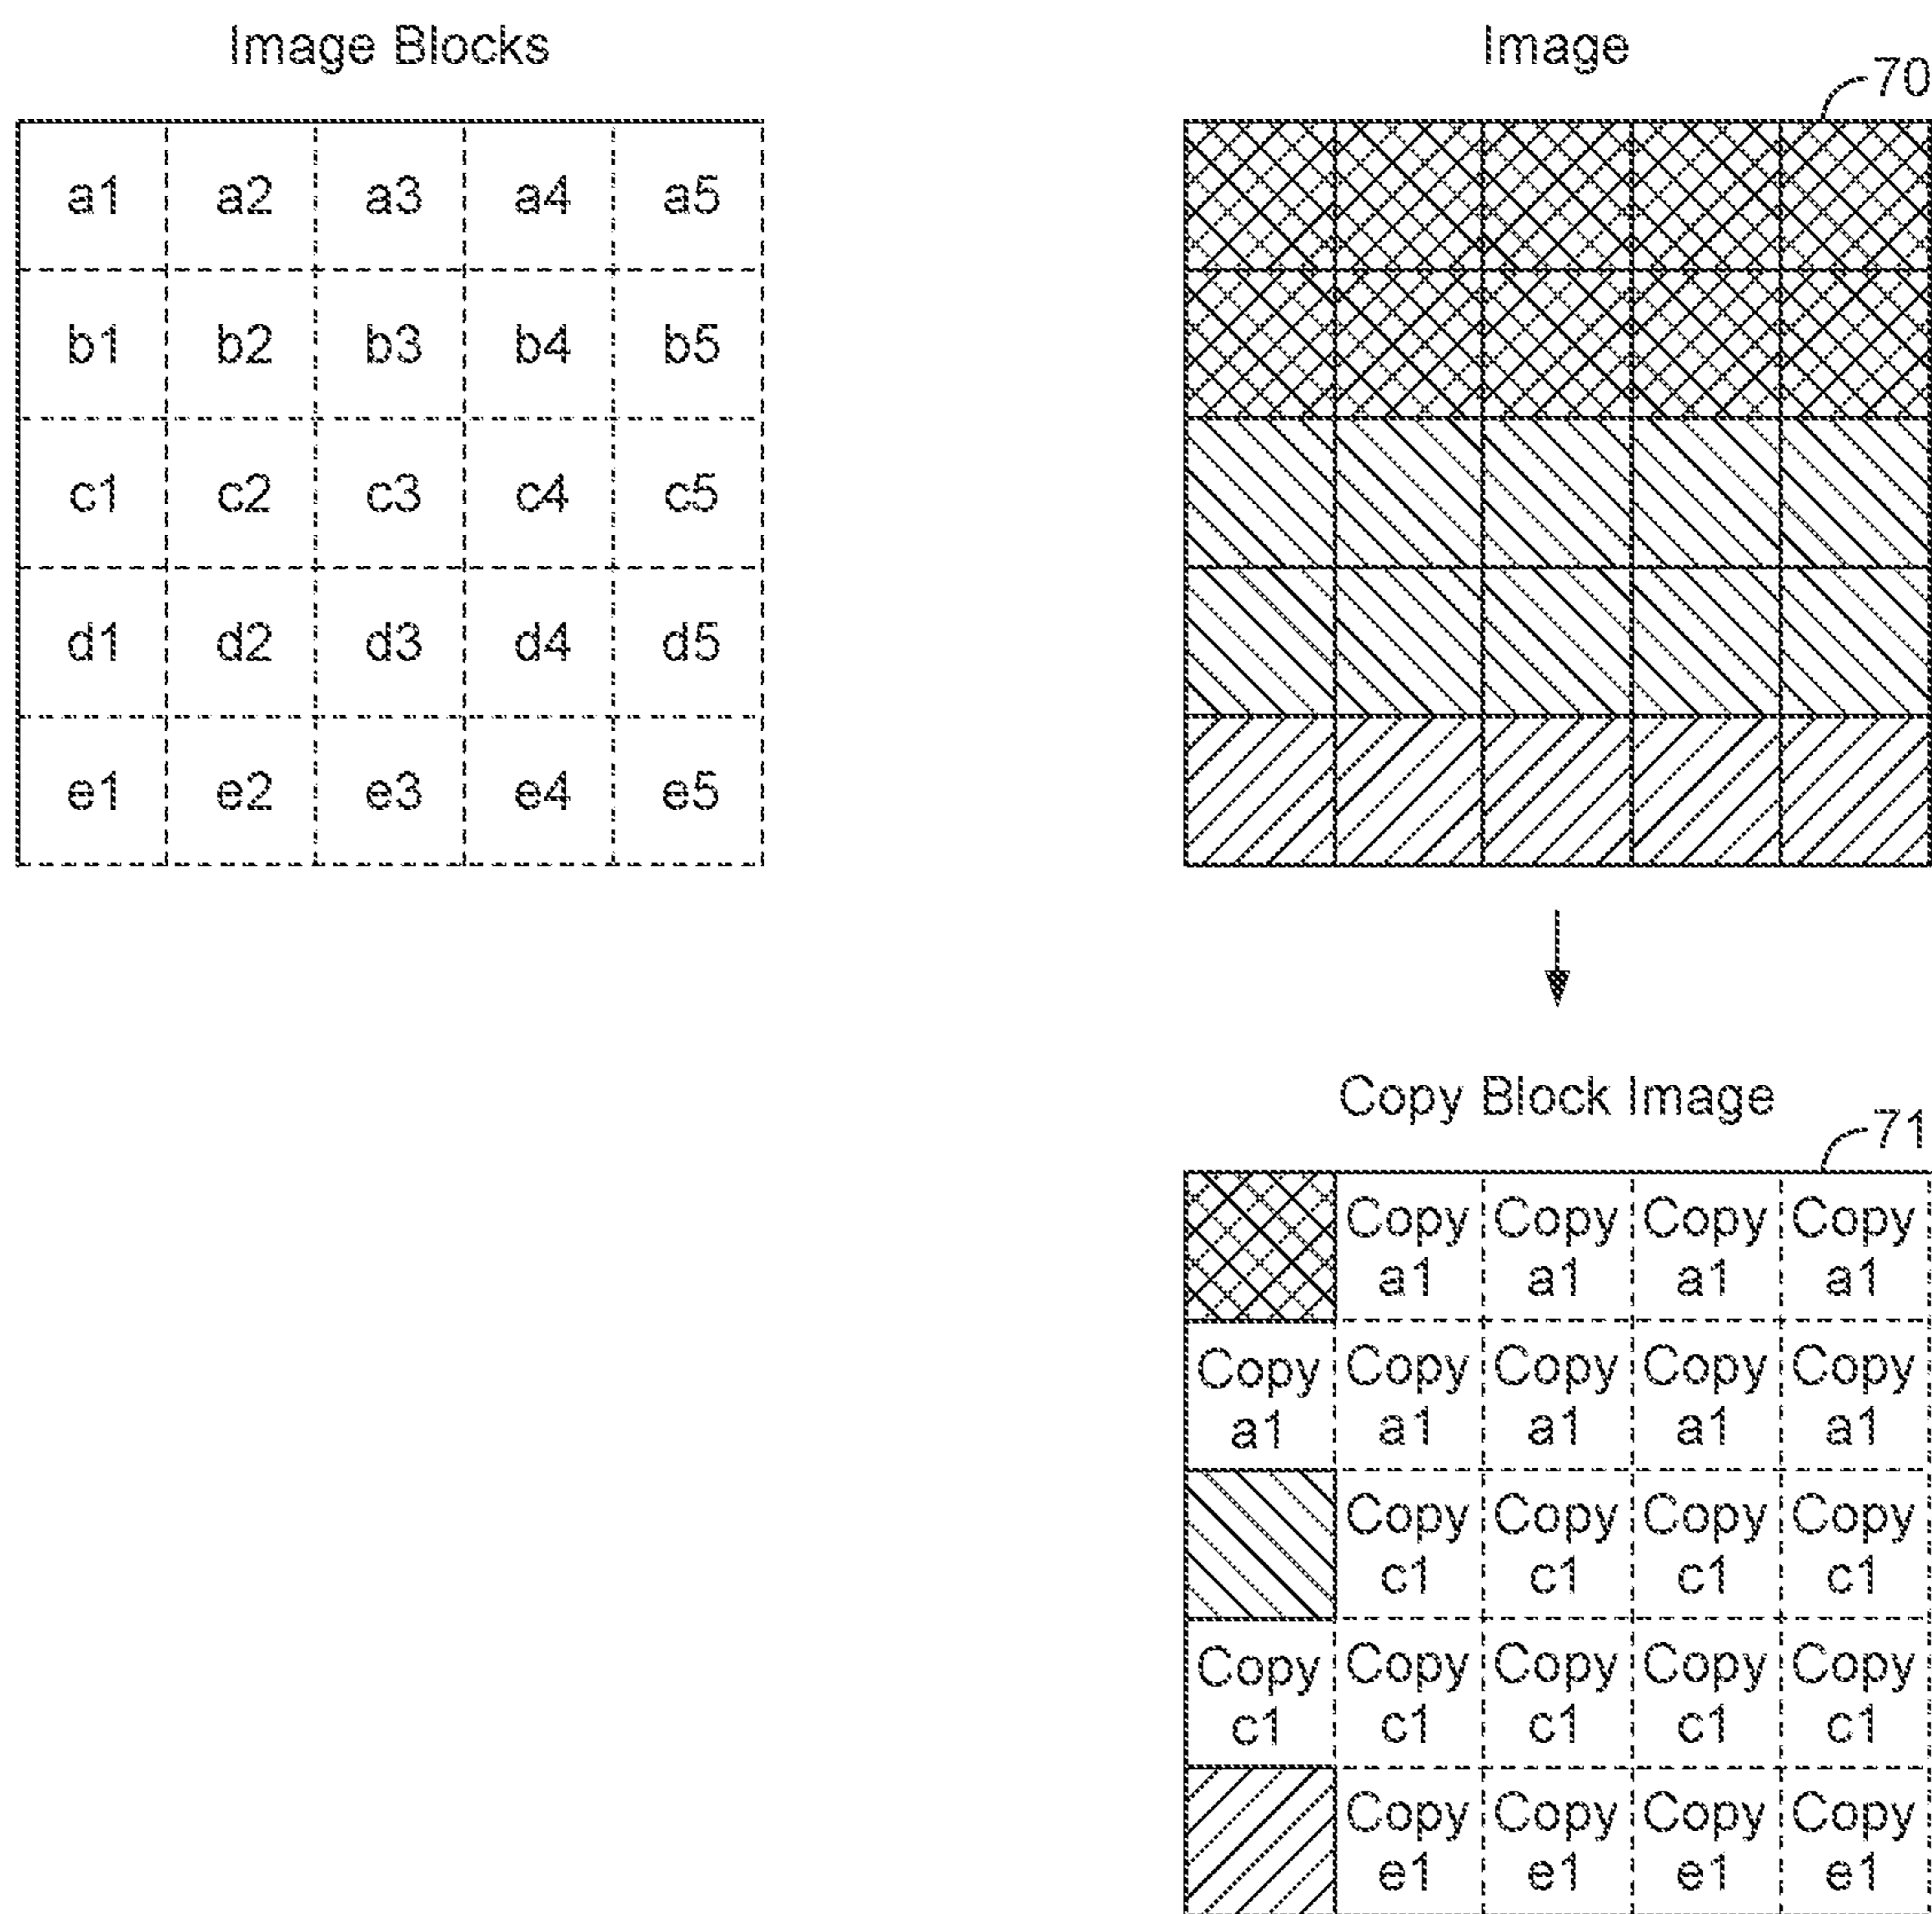 Image Blocks
a1 a2 a3 a4 a5
b1 b2 b3 b4 b5
c1 c2 c3 c4 c5
d1 d2 d3 d4 d5
e1 e2 e3 e4 e5
Image
70
Copy Block Image
71
Copy Copy Copy Copy
a1 a1 a1 a1
Copy Copy Copy Copy Copy
a1 a1 a1 a1 a1
Copy Copy Copy Copy
c1 c1 c1 c1
Copy Copy Copy Copy Copy
c1 c1 c1 c1 c1
Copy Copy Copy Copy
e1 e1 e1 e1